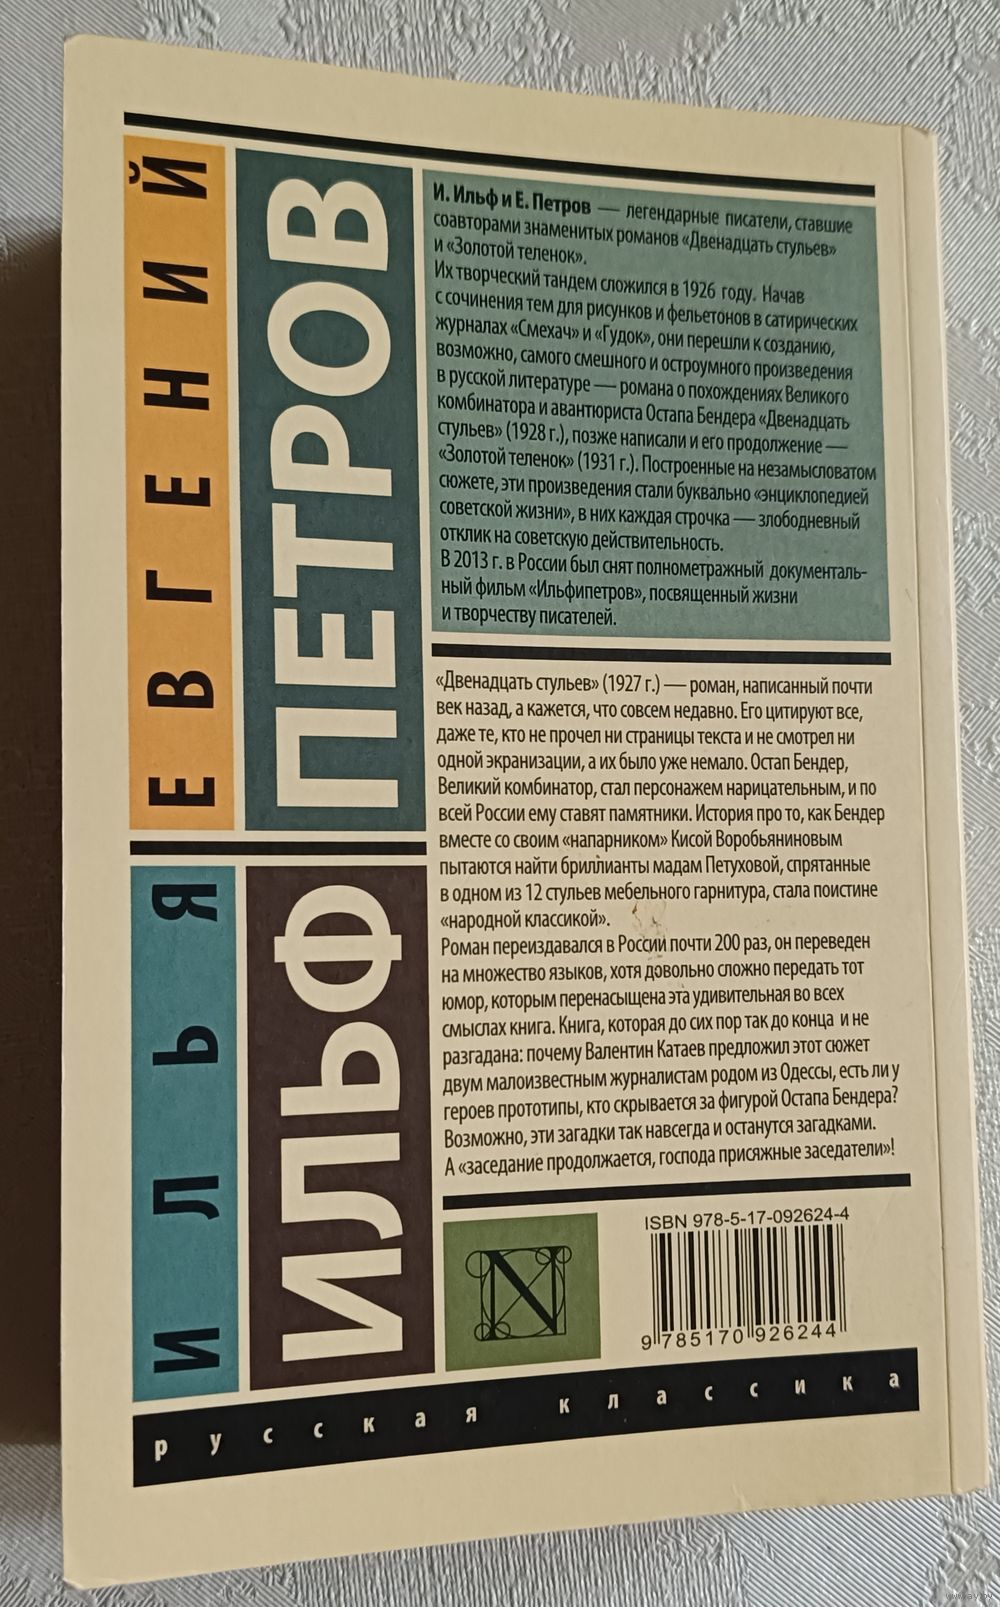 ЕВГЕНИЙ
ПЕТРОВ
ИЛЬЯ
ИЛЬФ
И. Ильф и Е. Петров — легендарные писатели, ставшие
соавторами знаменитых романов «Двенадцать стульев»
и «Золотой теленок».
Их творческий тандем сложился в 1926 году. Начав
с сочинения тем для рисунков и фельетонов в сатирических
журналах «Смехач» и «Гудок», они перешли к созданию,
возможно, самого смешного и остроумного произведения
в русской литературе — романа о похождениях Великого
комбинатора и авантюриста Остапа Бендера «Двенадцать
стульев» (1928 г.), позже написали и его продолжение —
«Золотой теленок» (1931 г.). Построенные на незамысловатом
сюжете, эти произведения стали буквально «энциклопедией
советской жизни», в них каждая строчка — злободневный
отклик на советскую действительность.
В 2013 г. в России был снят полнометражный документаль-
ный фильм «Ильфипетров», посвященный жизни
и творчеству писателей.
«Двенадцать стульев» (1927 г.) — роман, написанный почти
век назад, а кажется, что совсем недавно. Его цитируют все,
даже те, кто не прочел ни страницы текста и не смотрел ни
одной экранизации, а их было уже немало. Остап Бендер,
Великий комбинатор, стал персонажем нарицательным, и по
всей России ему ставят памятники. История про то, как Бендер
вместе со своим «напарником» Кисой Воробьяниновым
пытаются найти бриллианты мадам Петуховой, спрятанные
в одном из 12 стульев мебельного гарнитура, стала поистине
«народной классикой».
Роман переиздавался в России почти 200 раз, он переведен
на множество языков, хотя довольно сложно передать тот
юмор, которым перенасыщена эта удивительная во всех
смыслах книга. Книга, которая до сих пор так до конца и не
разгадана: почему Валентин Катаев предложил этот сюжет
двум малоизвестным журналистам родом из Одессы, есть ли у
героев прототипы, кто скрывается за фигурой Остапа Бендера?
Возможно, эти загадки так навсегда и останутся загадками.
А «заседание продолжается, господа присяжные заседатели»!
N
ISBN 978-5-17-092624-4
9 785170 926244
русская классика
www.ay.by